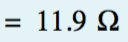 = 11.9 Ω